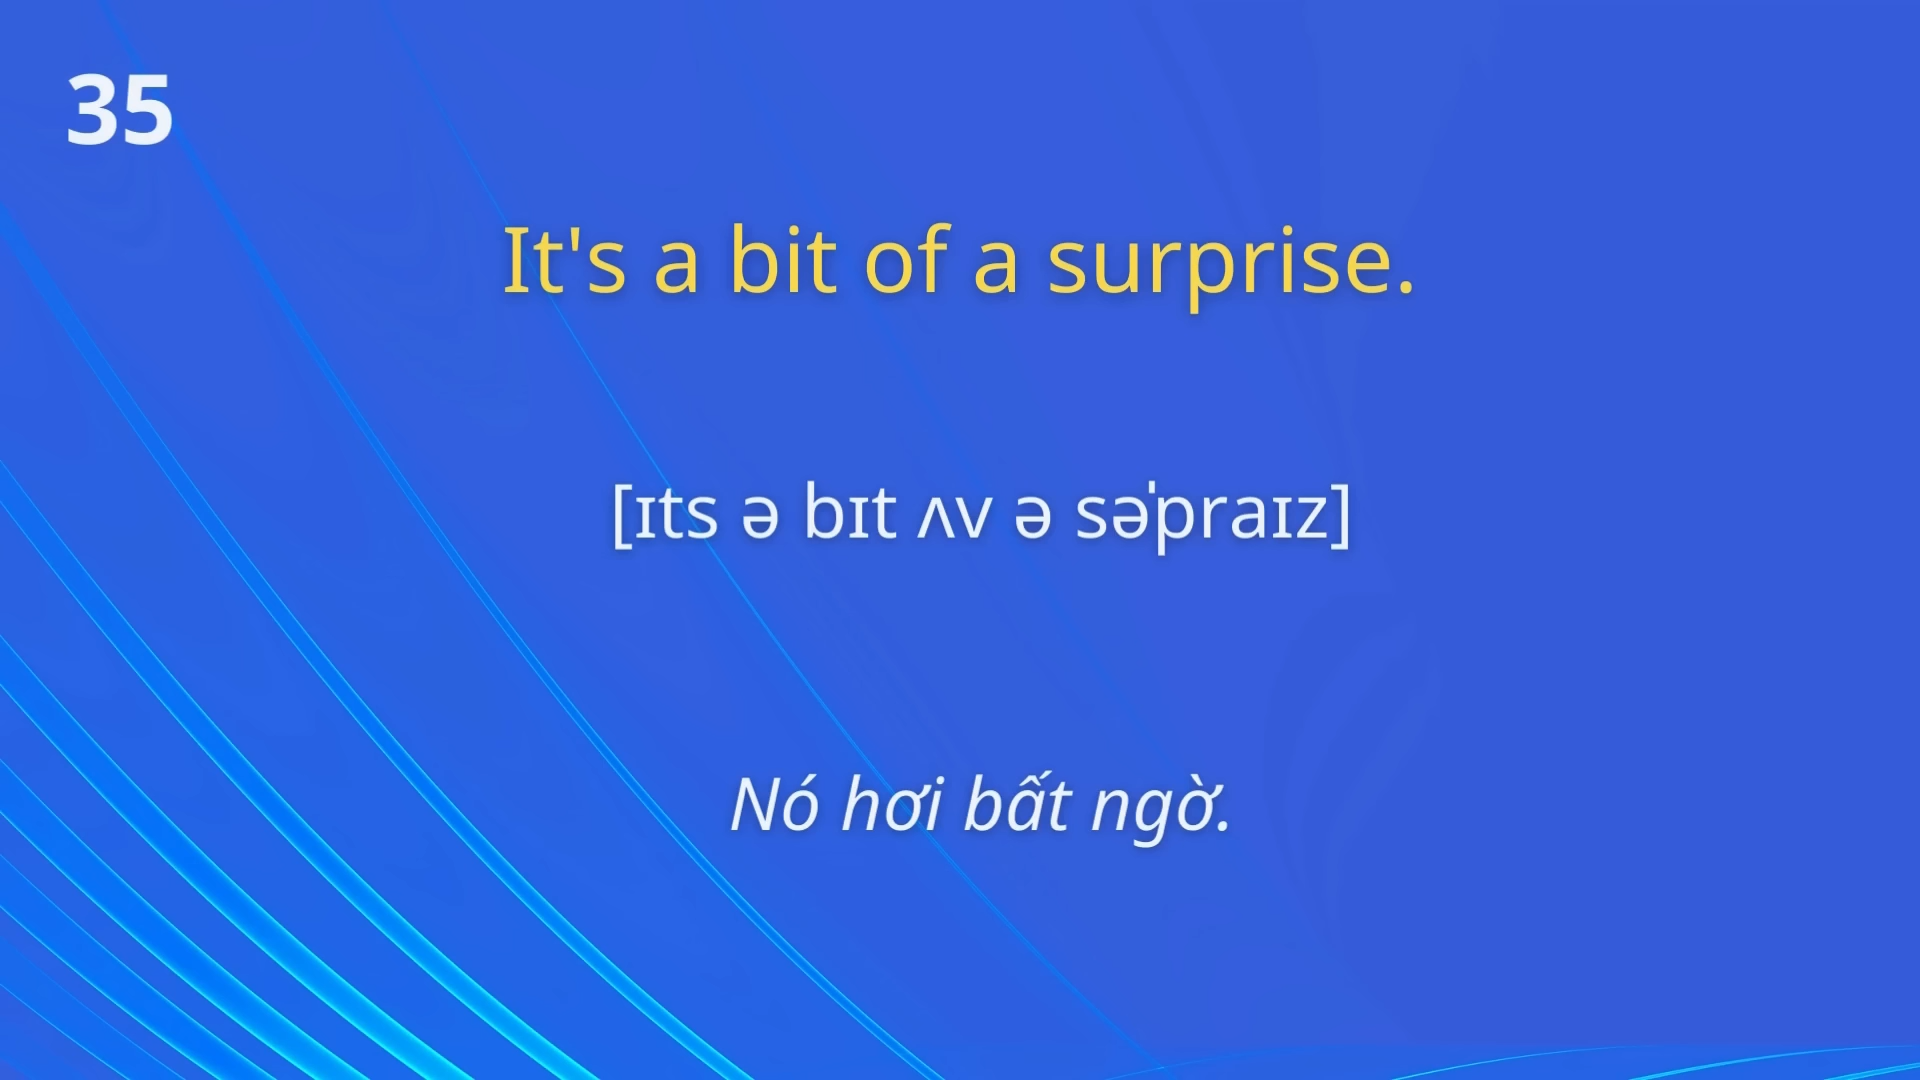 35
It's a bit of a surprise.
[ɪts ə bɪt ʌv ə səˈpraɪz]
Nó hơi bất ngờ.